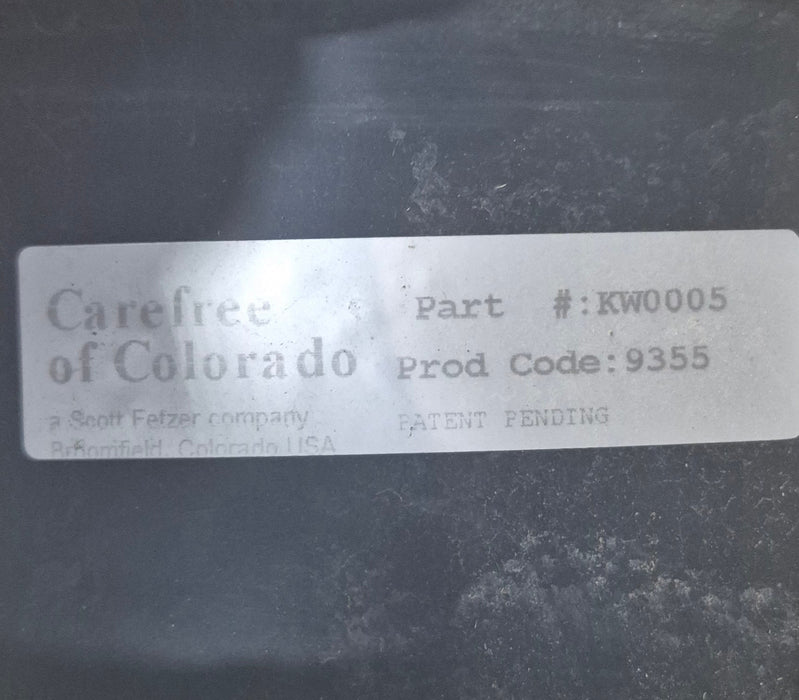 Carefree
of Colorado
a Scott Fetzer company
Broomfield, Colorado USA
Part #:KW0005
Prod Code:9355
PATENT PENDING